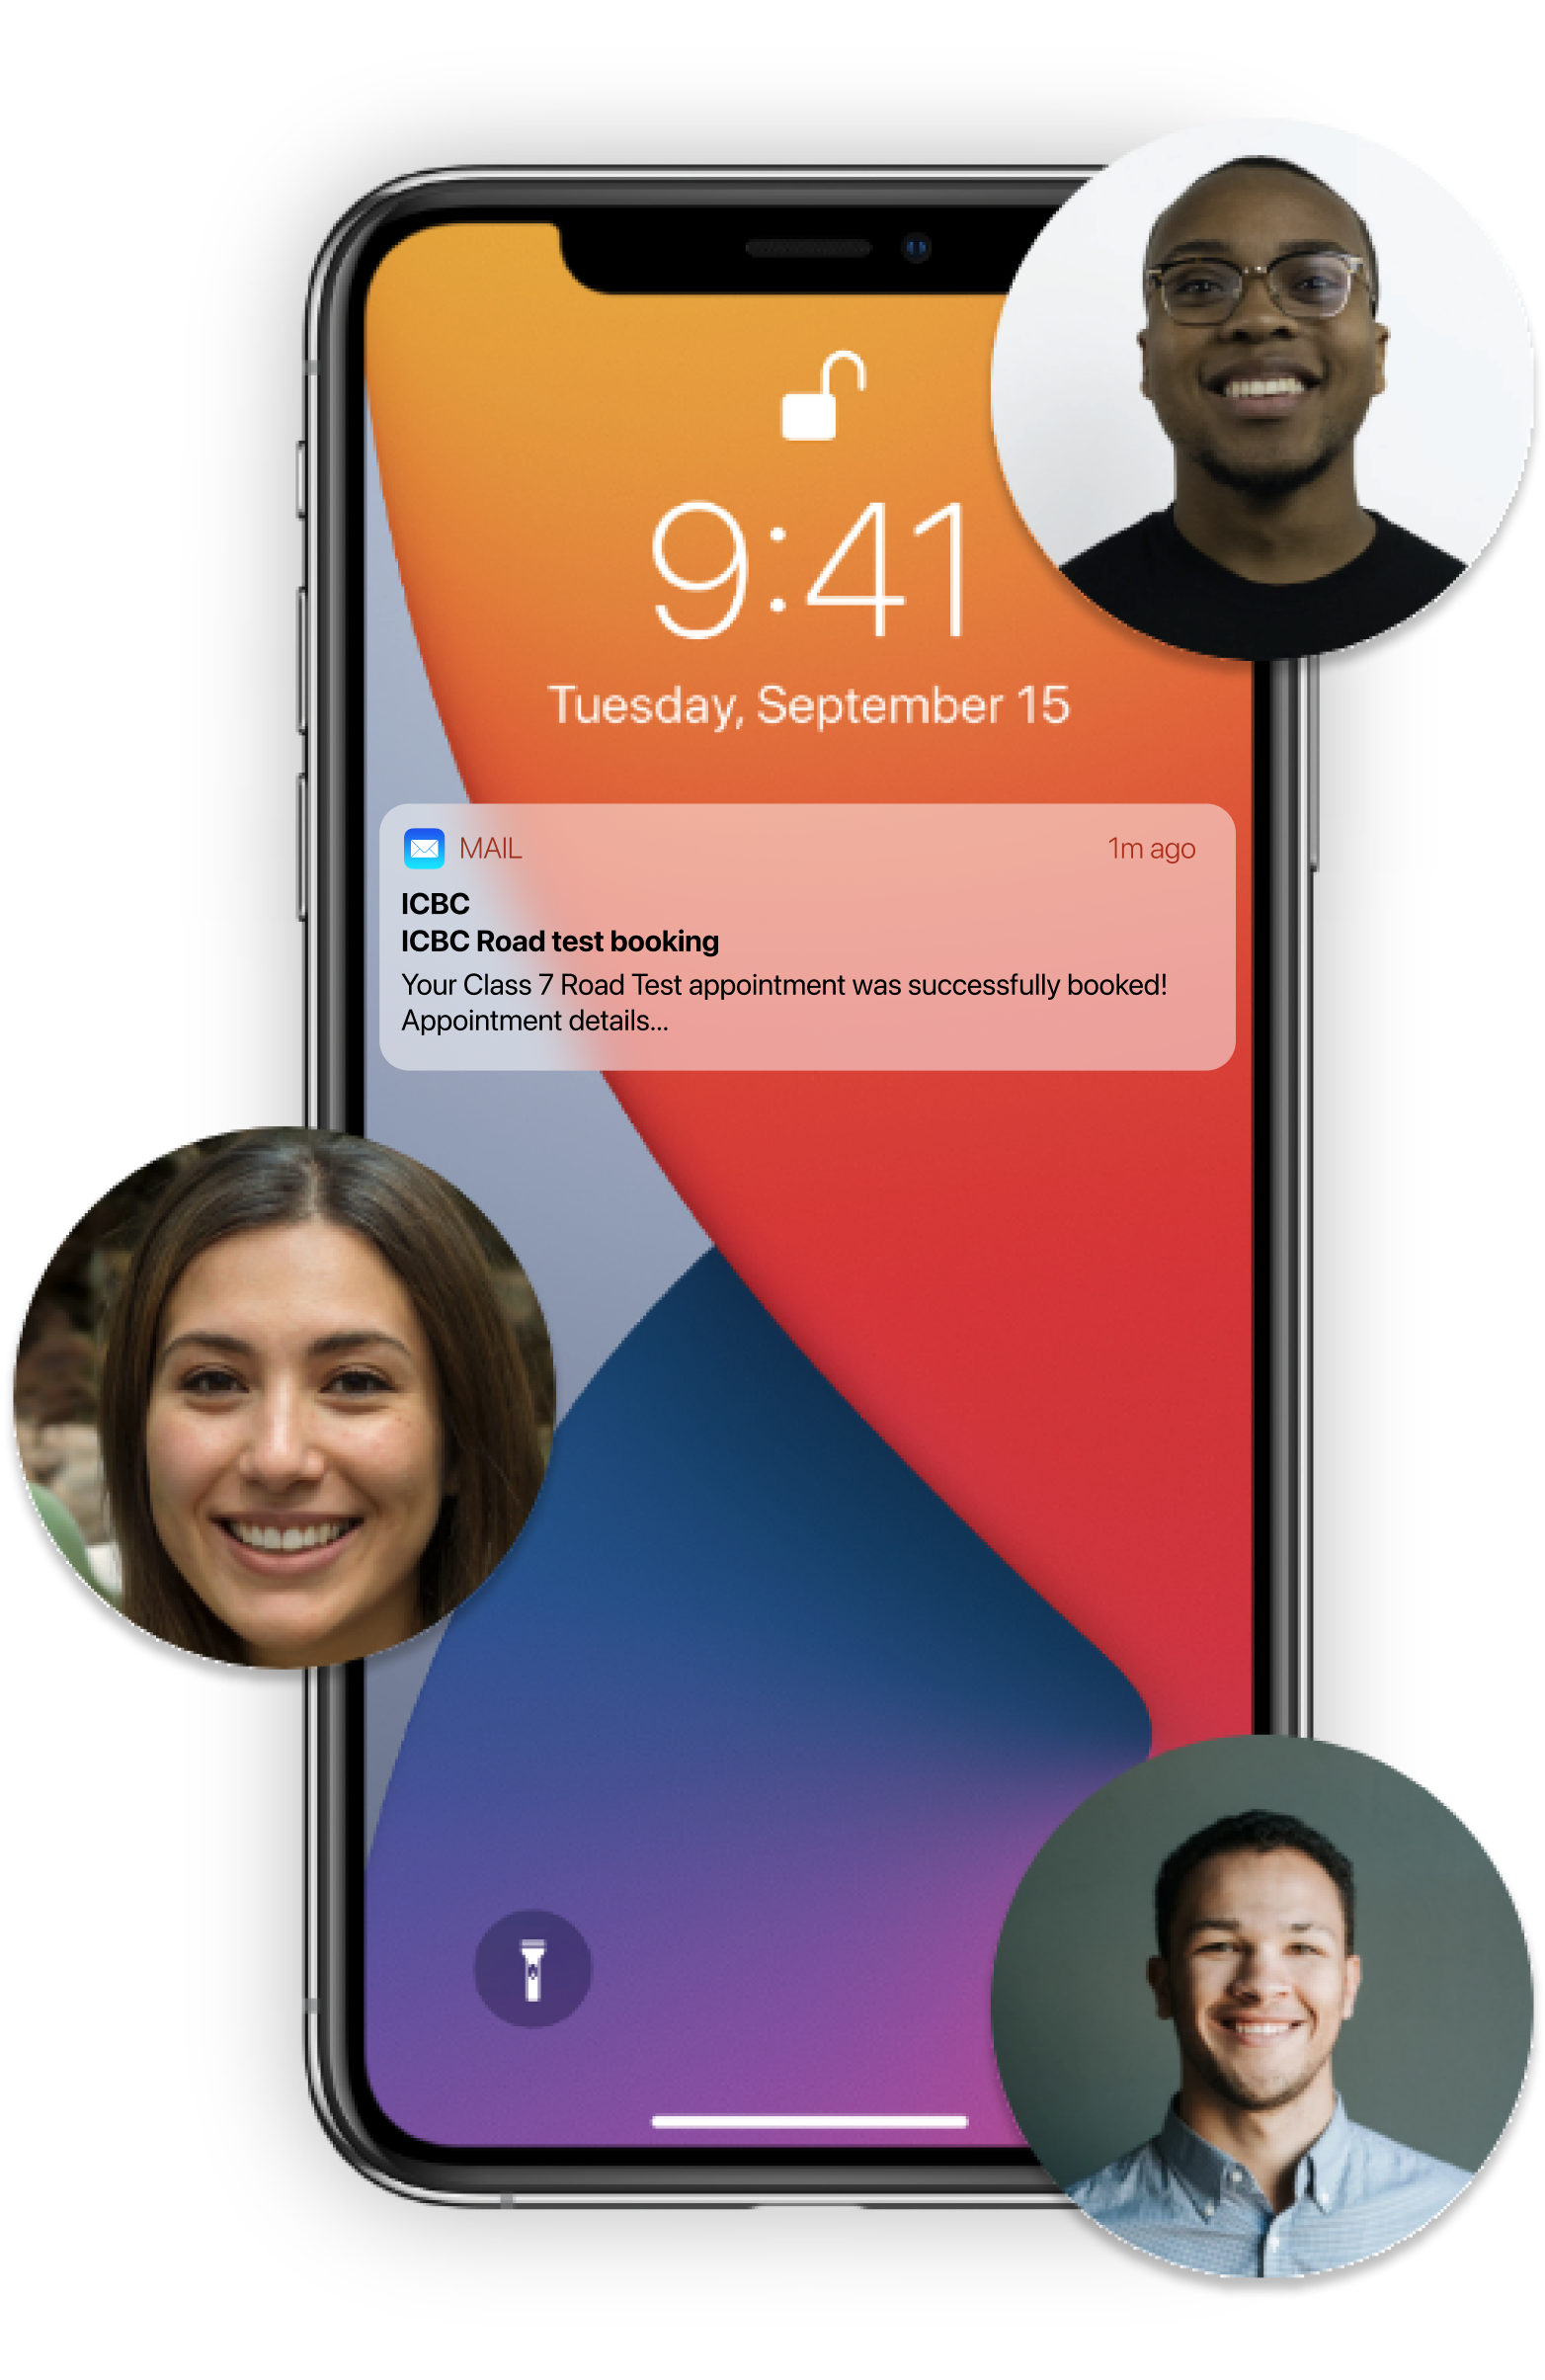 9:41
Tuesday, September 15
MAIL 1m ago
ICBC
ICBC Road test booking
Your Class 7 Road Test appointment was successfully booked!
Appointment details...